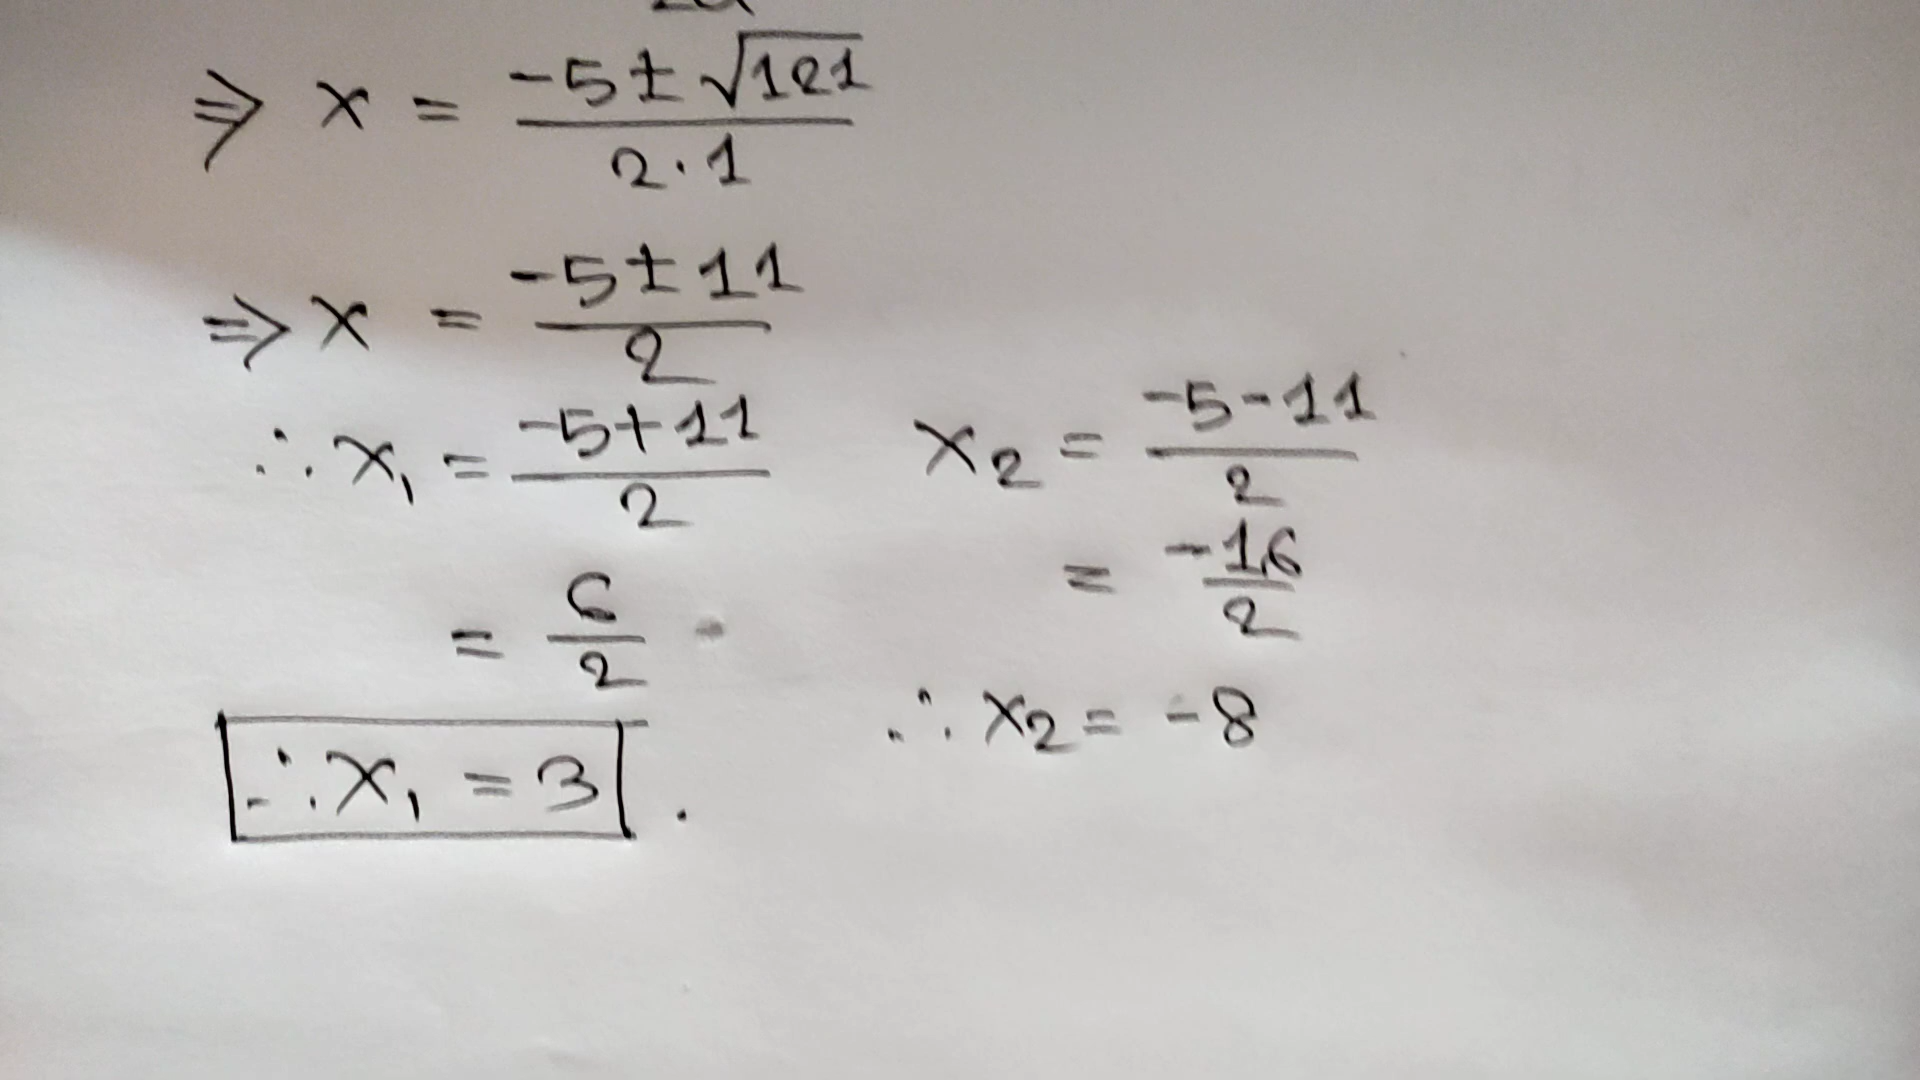 ⇒ x = (-5 ± √121) / (2·1)
⇒ x = (-5 ± 11) / 2
∴ x₁ = (-5 + 11) / 2
= 6/2
∴ x₁ = 3 .
x₂ = (-5 - 11) / 2
= -16/2
∴ x₂ = -8